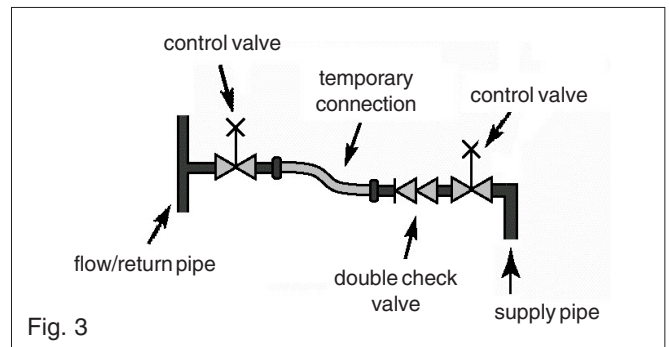 control valve
temporary
connection
control valve
flow/return pipe
double check
valve
supply pipe
Fig. 3